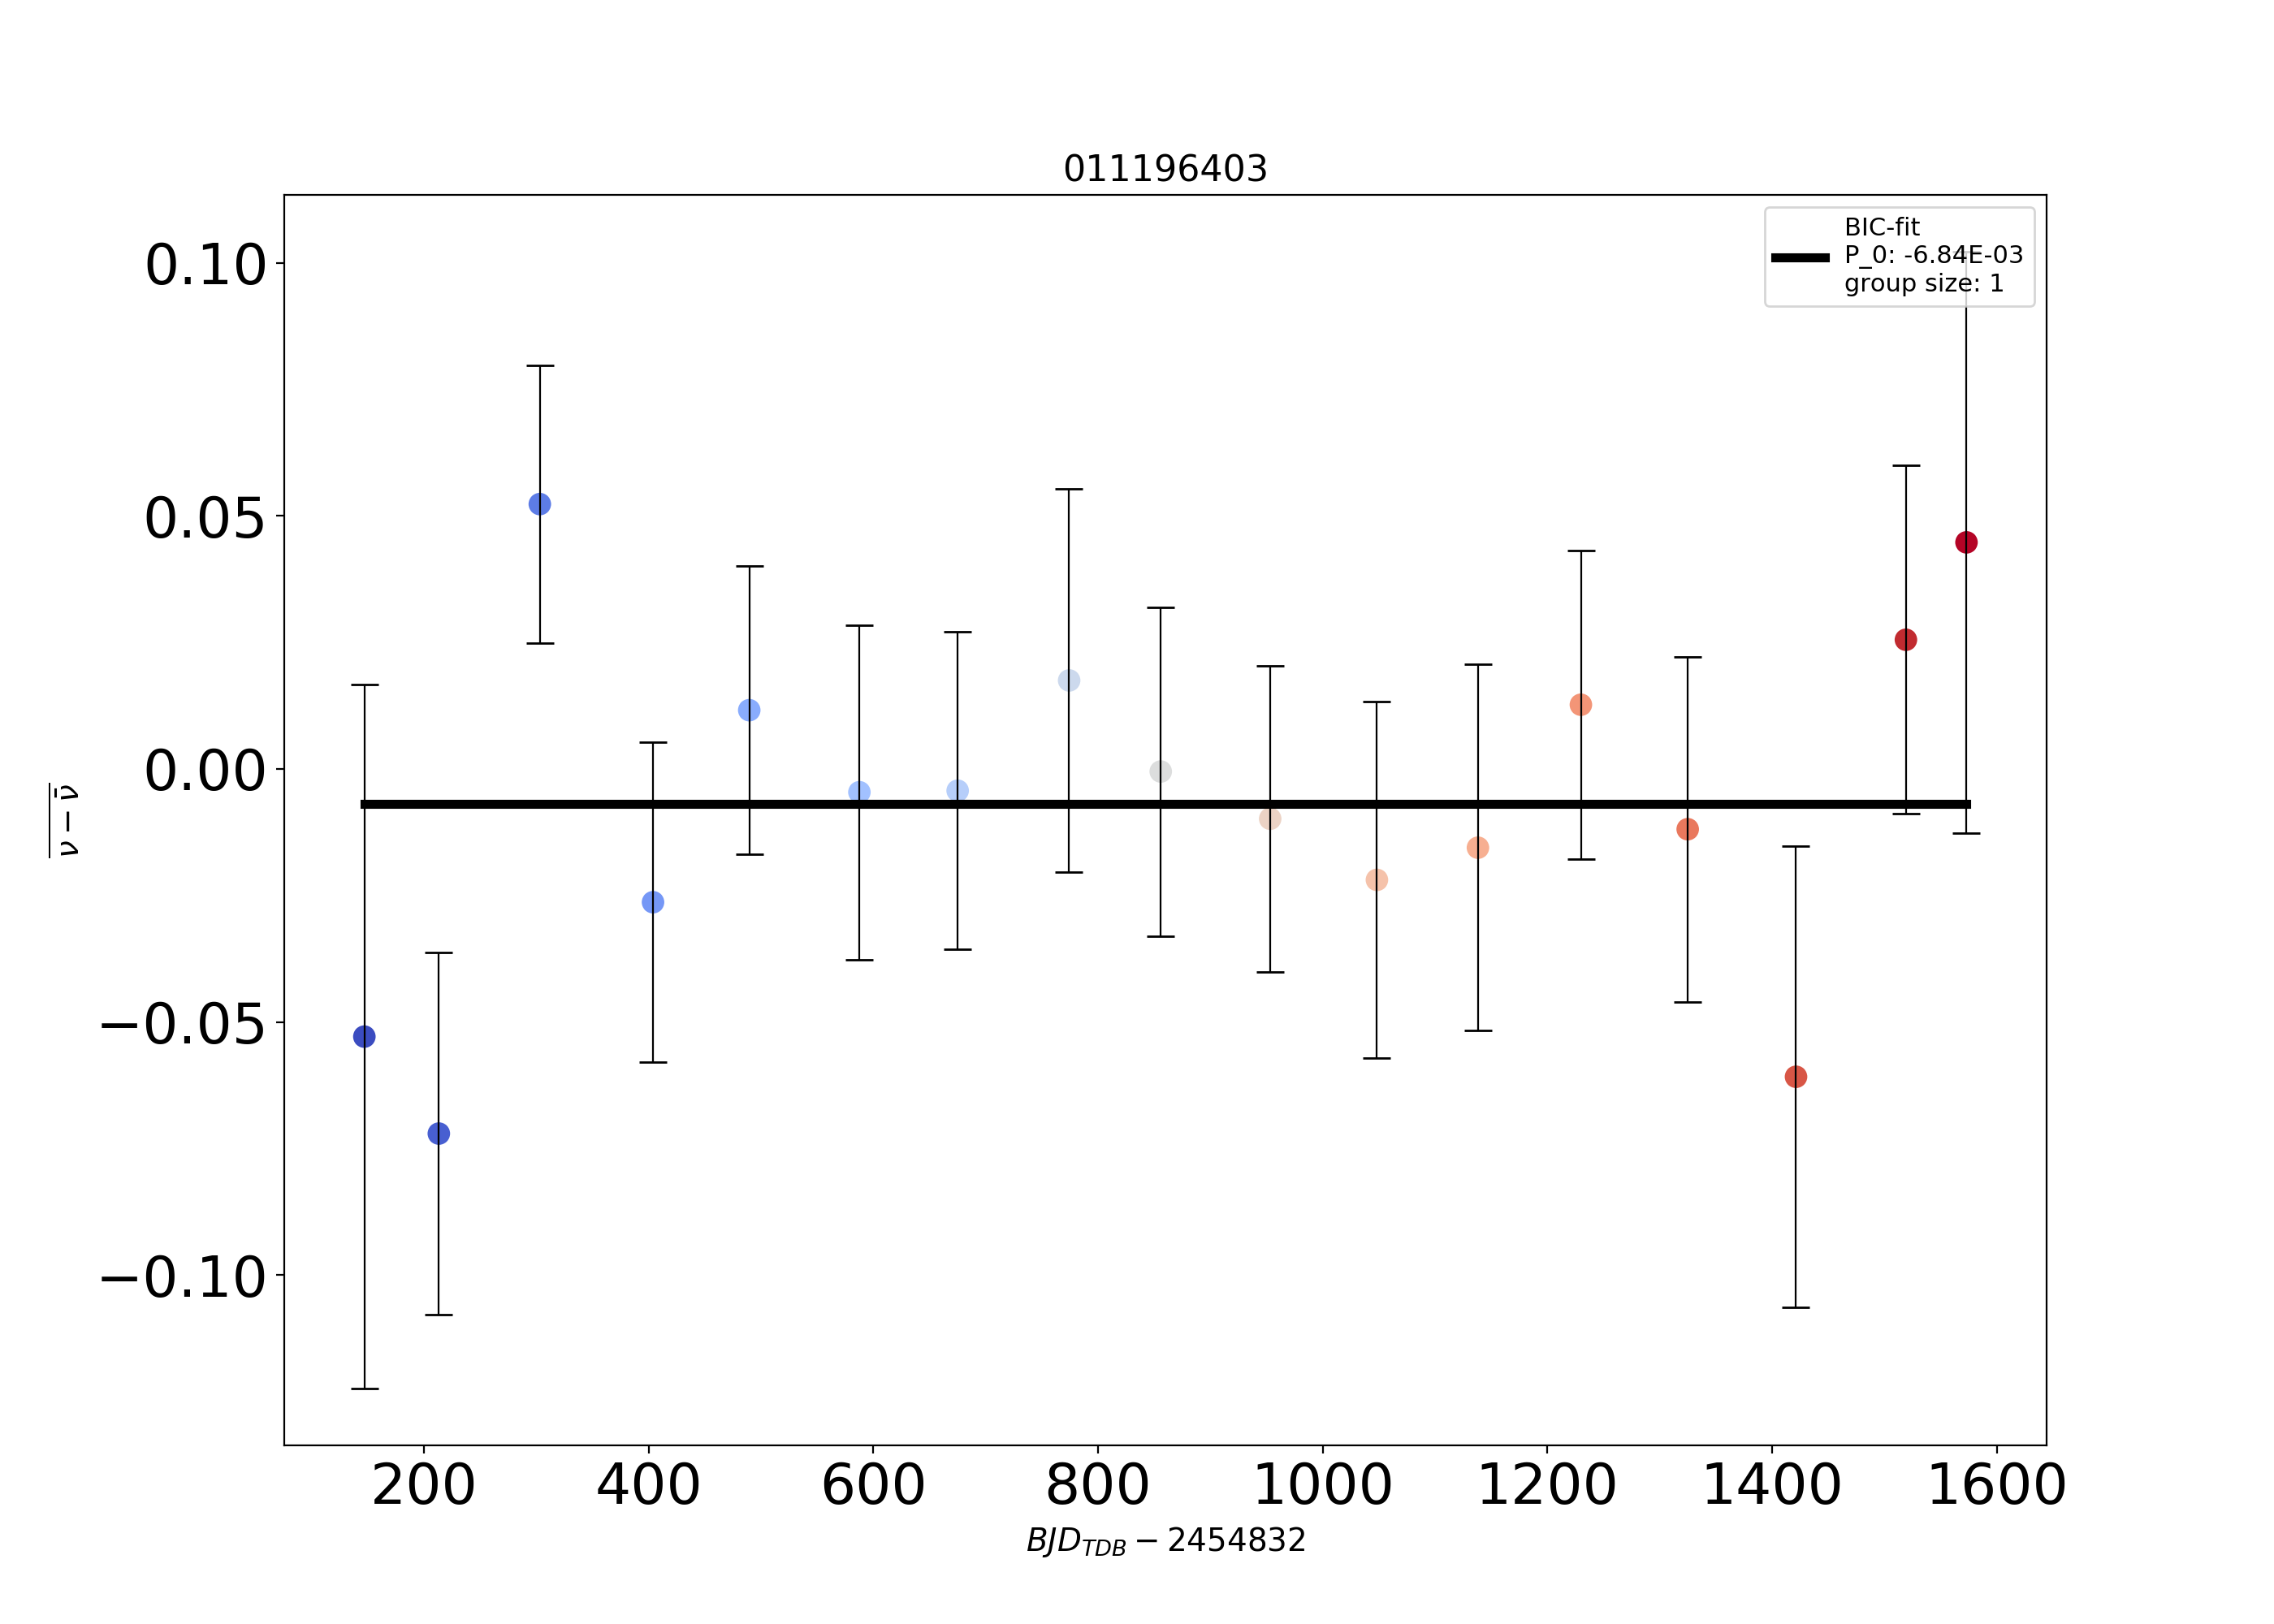 011196403
BIC-fit
P_0: -6.84E-03
group size: 1
0.10
0.05
0.00
−0.05
−0.10
ν − ν̄
200 400 600 800 1000 1200 1400 1600
BJD_TDB − 2454832